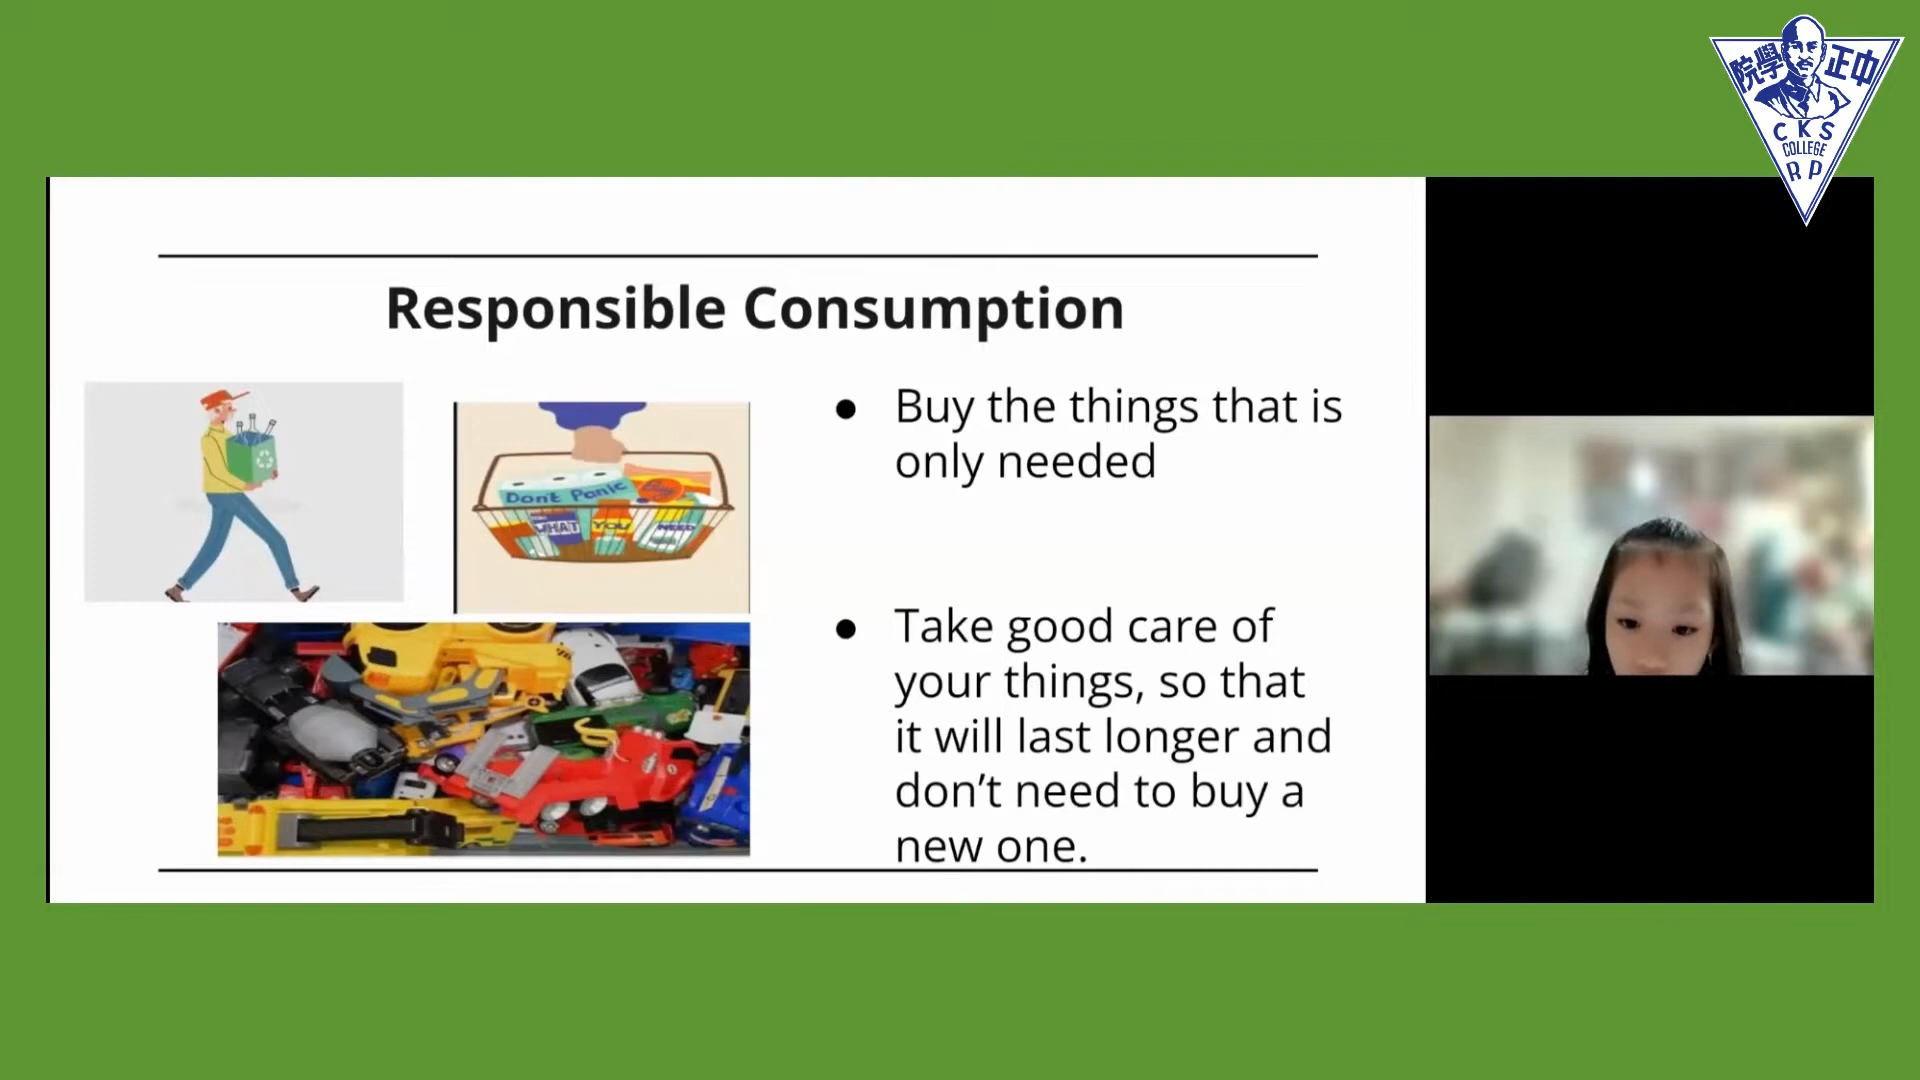 院學 正中
C K S
COLLEGE
R P
Responsible Consumption
Buy the things that is
only needed
Don't Panic
Buy
WHAT YOU NEED
Take good care of
your things, so that
it will last longer and
don’t need to buy a
new one.